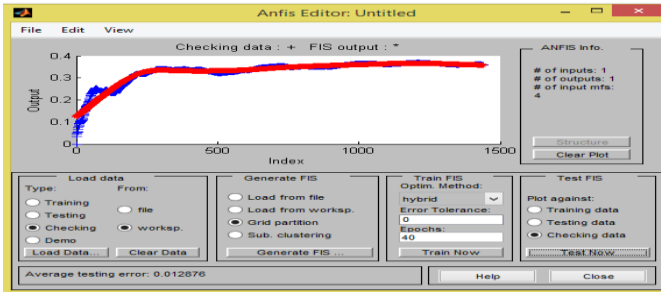 Anfis Editor: Untitled
File Edit View
Checking data : + FIS output : *
0.4
0.3
0.2
0.1
0
Output
0 500 1000 1500
Index
ANFIS Info.
# of inputs: 1
# of outputs: 1
# of input mfs:
4
Structure
Clear Plot
Load data
Type: From:
Training
Testing
Checking
Demo
file
worksp.
Load Data... Clear Data
Generate FIS
Load from file
Load from worksp.
Grid partition
Sub. clustering
Generate FIS ...
Train FIS
Optim. Method:
hybrid
Error Tolerance:
0
Epochs:
40
Train Now
Test FIS
Plot against:
Training data
Testing data
Checking data
Test Now
Average testing error: 0.012876
Help Close